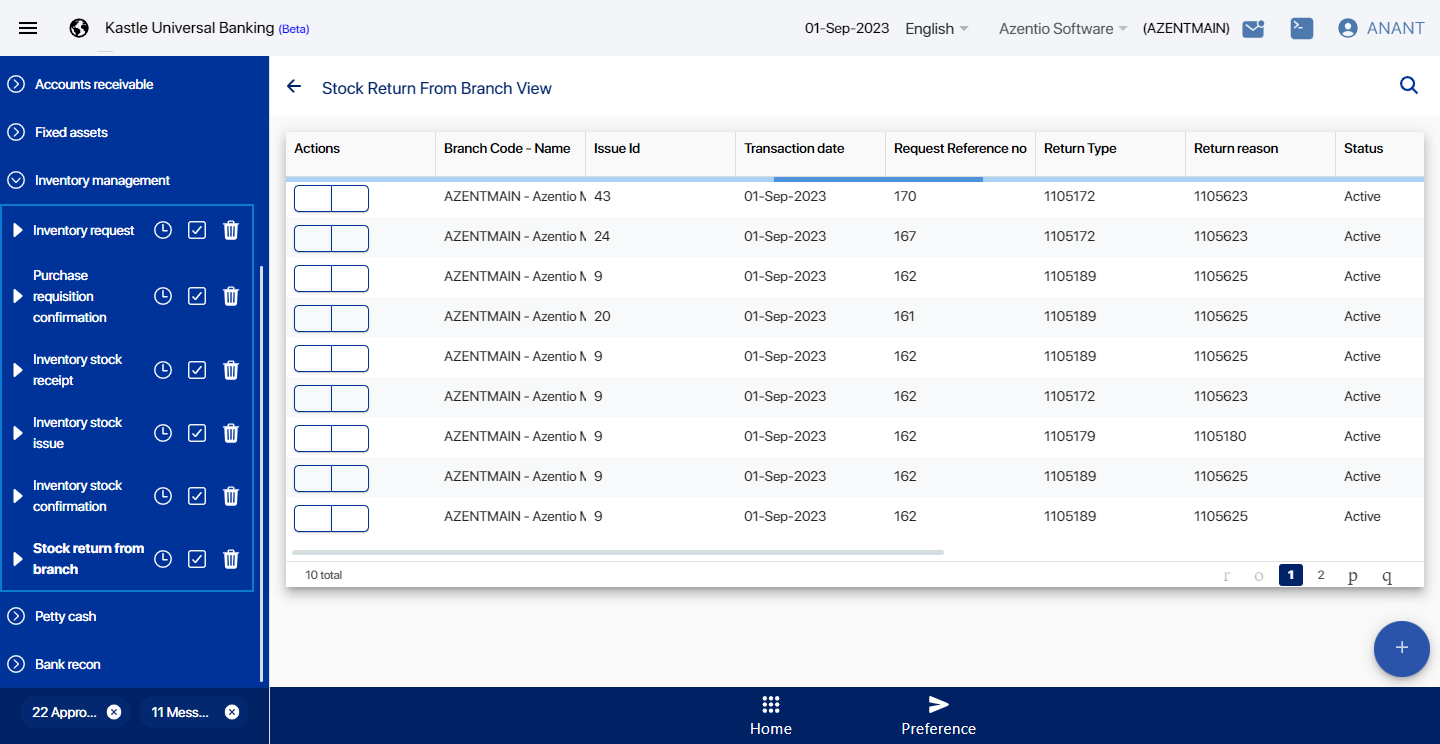 Kastle Universal Banking (Beta) 01-Sep-2023 English Azentio Software (AZENTMAIN) ANANT
Accounts receivable
Fixed assets
Inventory management
Inventory request
Purchase
requisition
confirmation
Inventory stock
receipt
Inventory stock
issue
Inventory stock
confirmation
Stock return from
branch
Petty cash
Bank recon
22 Appro...
11 Mess...
Stock Return From Branch View
Actions Branch Code - Name Issue Id Transaction date Request Reference no Return Type Return reason Status
AZENTMAIN - Azentio 43 01-Sep-2023 170 1105172 1105623 Active
AZENTMAIN - Azentio 24 01-Sep-2023 167 1105172 1105623 Active
AZENTMAIN - Azentio 9 01-Sep-2023 162 1105189 1105625 Active
AZENTMAIN - Azentio 20 01-Sep-2023 161 1105189 1105625 Active
AZENTMAIN - Azentio 9 01-Sep-2023 162 1105189 1105625 Active
AZENTMAIN - Azentio 9 01-Sep-2023 162 1105172 1105623 Active
AZENTMAIN - Azentio 9 01-Sep-2023 162 1105179 1105180 Active
AZENTMAIN - Azentio 9 01-Sep-2023 162 1105189 1105625 Active
AZENTMAIN - Azentio 9 01-Sep-2023 162 1105189 1105625 Active
10 total r o 1 2 p q
Home
Preference